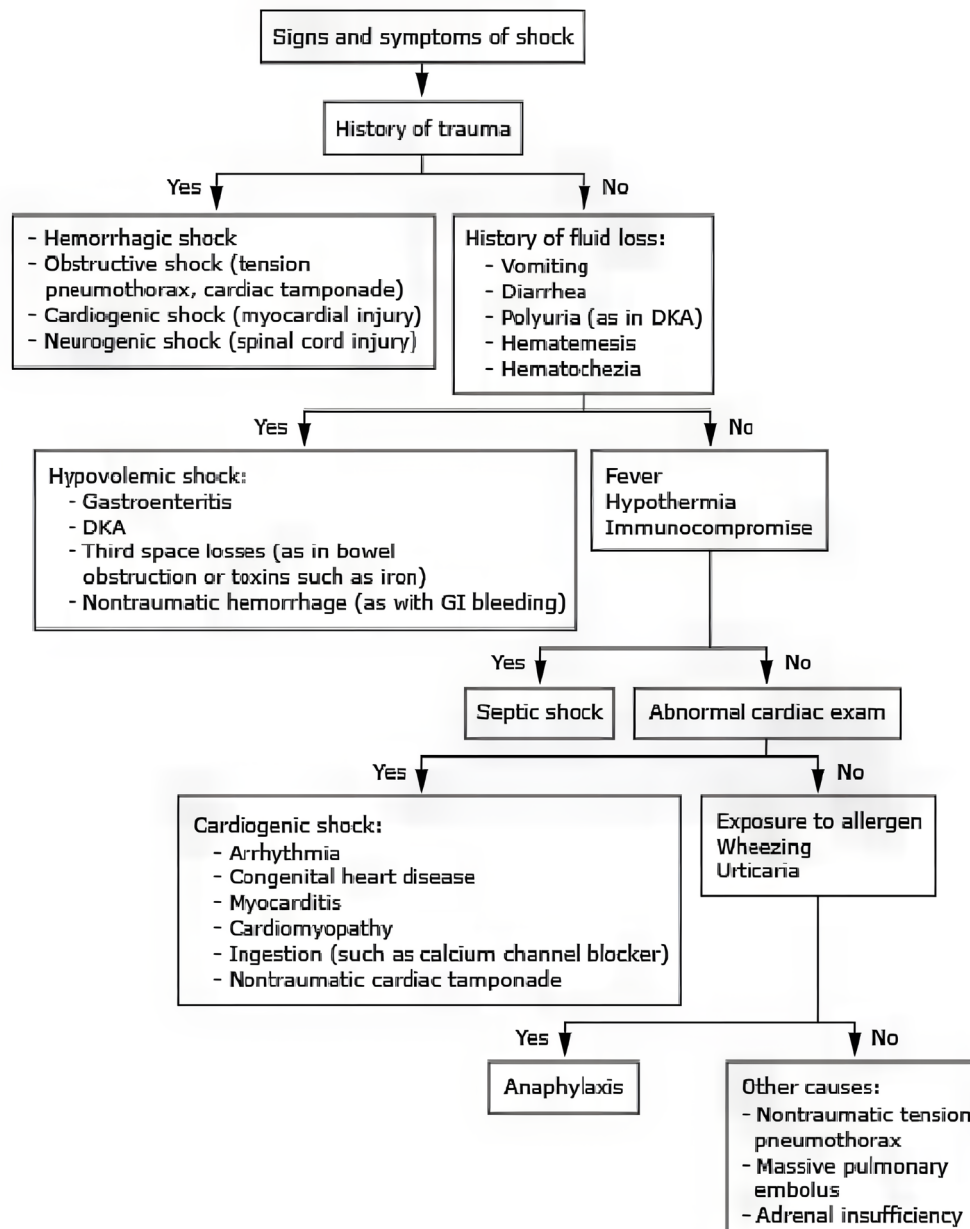 Signs and symptoms of shock
History of trauma
Yes
No
- Hemorrhagic shock
- Obstructive shock (tension
pneumothorax, cardiac tamponade)
- Cardiogenic shock (myocardial injury)
- Neurogenic shock (spinal cord injury)
History of fluid loss:
- Vomiting
- Diarrhea
- Polyuria (as in DKA)
- Hematemesis
- Hematochezia
Yes
No
Hypovolemic shock:
- Gastroenteritis
- DKA
- Third space losses (as in bowel
obstruction or toxins such as iron)
- Nontraumatic hemorrhage (as with GI bleeding)
Fever
Hypothermia
Immunocompromise
Yes
No
Septic shock
Abnormal cardiac exam
Yes
No
Cardiogenic shock:
- Arrhythmia
- Congenital heart disease
- Myocarditis
- Cardiomyopathy
- Ingestion (such as calcium channel blocker)
- Nontraumatic cardiac tamponade
Exposure to allergen
Wheezing
Urticaria
Yes
No
Anaphylaxis
Other causes:
- Nontraumatic tension
pneumothorax
- Massive pulmonary
embolus
- Adrenal insufficiency